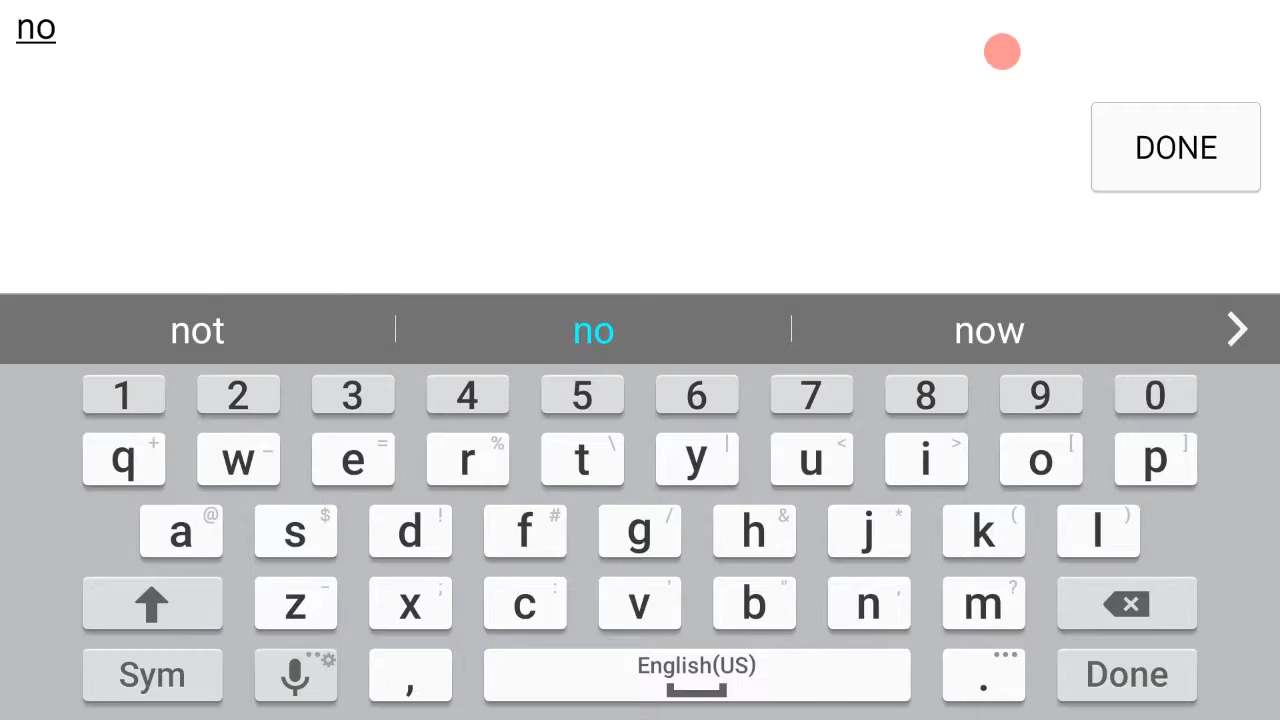 no
DONE
not no now
1 2 3 4 5 6 7 8 9 0
q + w – e = r % t \ y | u < i > o [ p ]
a @ s $ d ! f # g / h & j * k ( l )
z – x ; c : v ' b " n , m ?
Sym , English(US) . Done